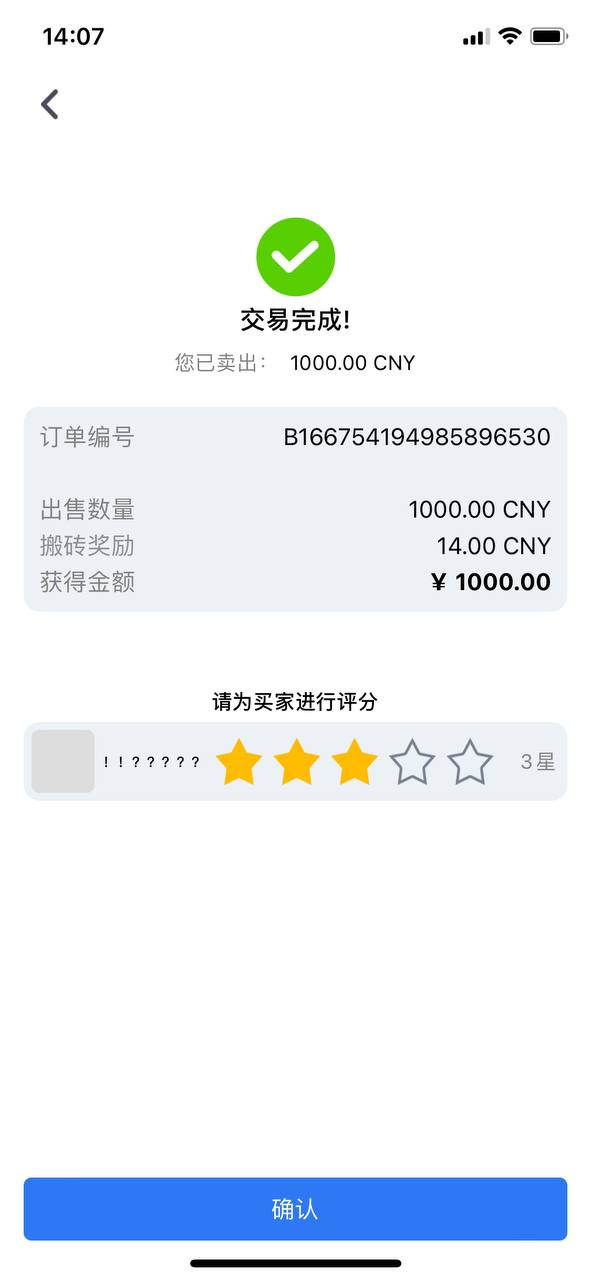 14:07
交易完成!
您已卖出： 1000.00 CNY
订单编号 B166754194985896530
出售数量 1000.00 CNY
搬砖奖励 14.00 CNY
获得金额 ¥ 1000.00
请为买家进行评分
！！？？？？？ 3星
确认